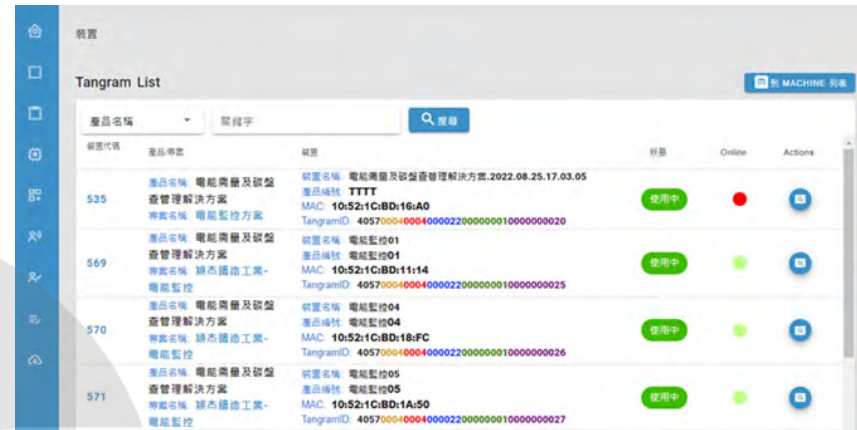 裝置
Tangram List
到 MACHINE 列表
產品名稱
關鍵字
搜尋
裝置代碼
產品/專案
裝置
狀態
Online
Actions
535
產品名稱: 電能需量及碳盤
查管理解決方案
專案名稱: 電能監控方案
裝置名稱: 電能需量及碳盤查管理解決方案.2022.08.25.17.03.05
產品編號: TTTT
MAC: 10:52:1C:BD:16:A0
TangramID: 40570004000400002200000010000000020
使用中
569
產品名稱: 電能需量及碳盤
查管理解決方案
專案名稱: 穎杰鑄造工業-
電能監控
裝置名稱: 電能監控01
產品編號: 電能監控01
MAC: 10:52:1C:BD:11:14
TangramID: 40570004000400002200000010000000025
使用中
570
產品名稱: 電能需量及碳盤
查管理解決方案
專案名稱: 穎杰鑄造工業-
電能監控
裝置名稱: 電能監控04
產品編號: 電能監控04
MAC: 10:52:1C:BD:18:FC
TangramID: 40570004000400002200000010000000026
使用中
571
產品名稱: 電能需量及碳盤
查管理解決方案
專案名稱: 穎杰鑄造工業-
電能監控
裝置名稱: 電能監控05
產品編號: 電能監控05
MAC: 10:52:1C:BD:1A:50
TangramID: 40570004000400002200000010000000027
使用中